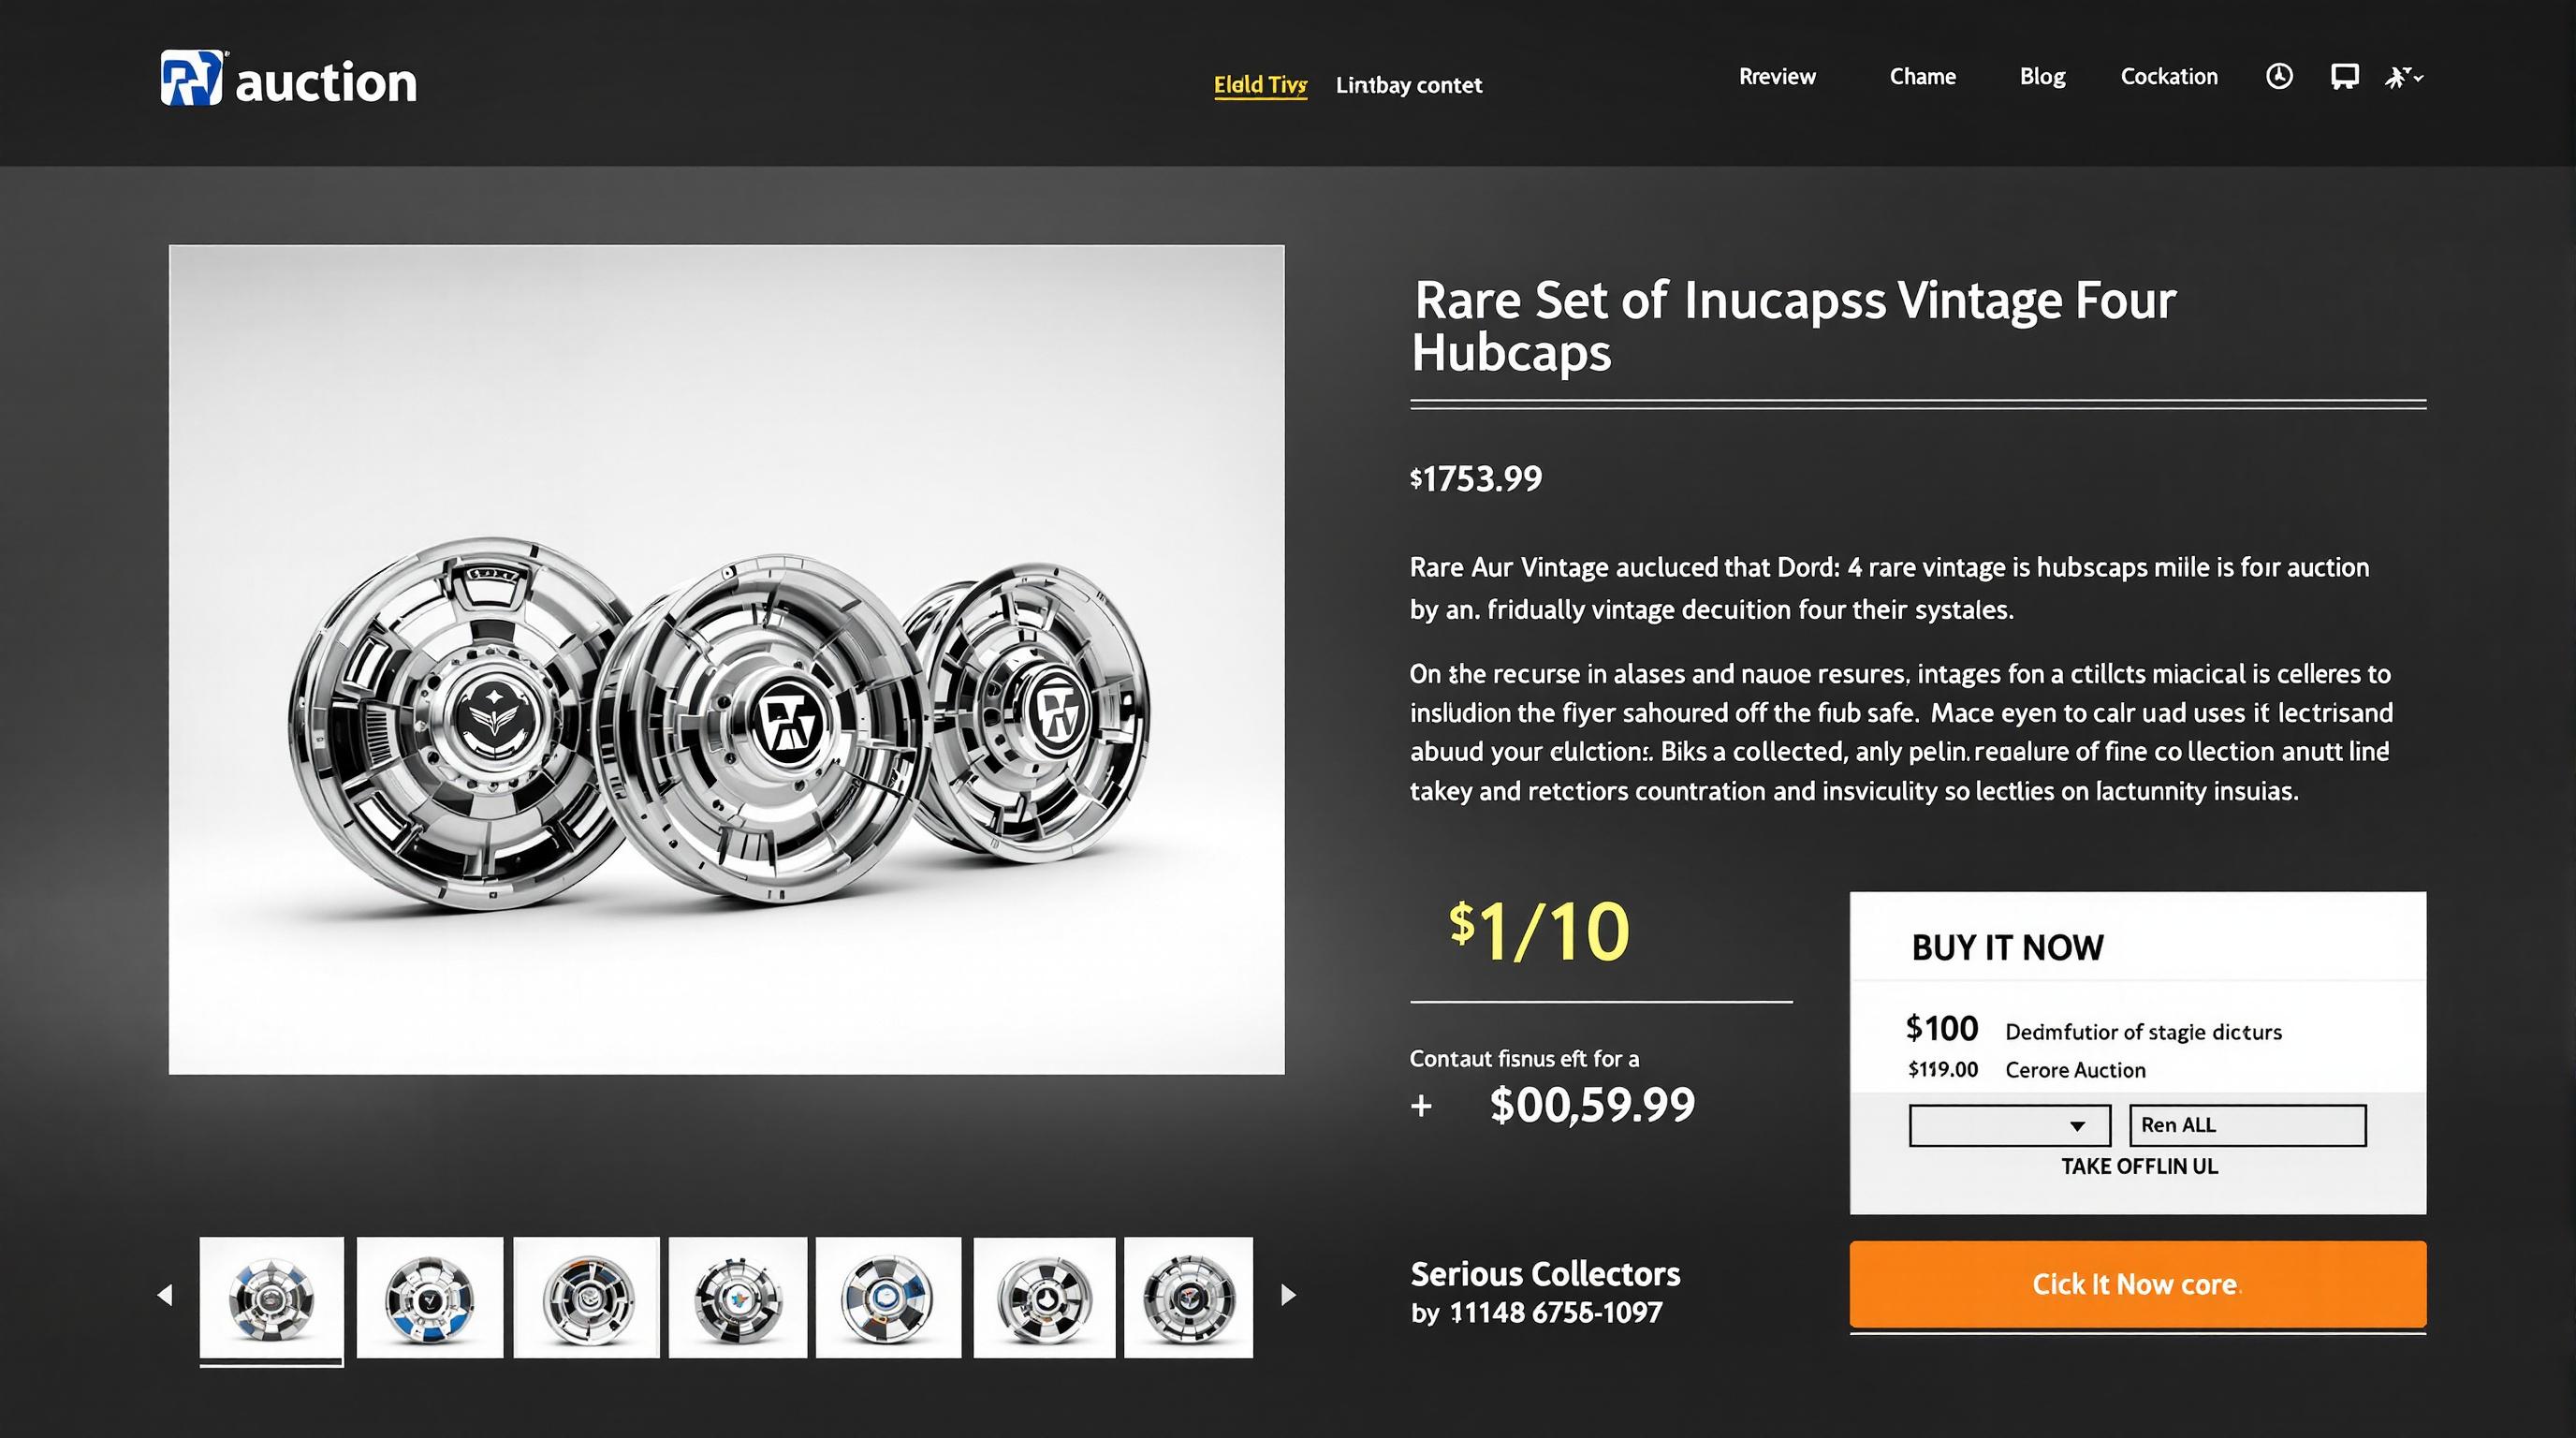 auction
Elald Tivs Lintbay contet
Rreview Chame Blog Cockation
Rare Set of Inucapss Vintage Four
Hubcaps
$1753.99
Rare Aur Vintage aucluced that Dord: 4 rare vintage is hubscaps miile is foir auction
by an. fridually vintage decuition four their systales.
On the recurse in alases and nauoe resures, intages fon a ctillcts miacical is celleres to
insludion the fiyer sahoured off the fiub safe. Mace eyen to calr uad uses it lectrisand
abuud your clulctions. Biks a collected, anly pelin. regalure of fine co llection anutt lind
takey and retctiors countration and insviculity so lectlies on lactunnity insuias.
$1/10
Contaut fisnus eft for a
+ $00,59.99
BUY IT NOW
$100 Dedmfutior of stagie dicturs
$119.00 Cerore Auction
Ren ALL
TAKE OFFLIN UL
Serious Collectors
by 11148 6756-1097
Cick It Now core.